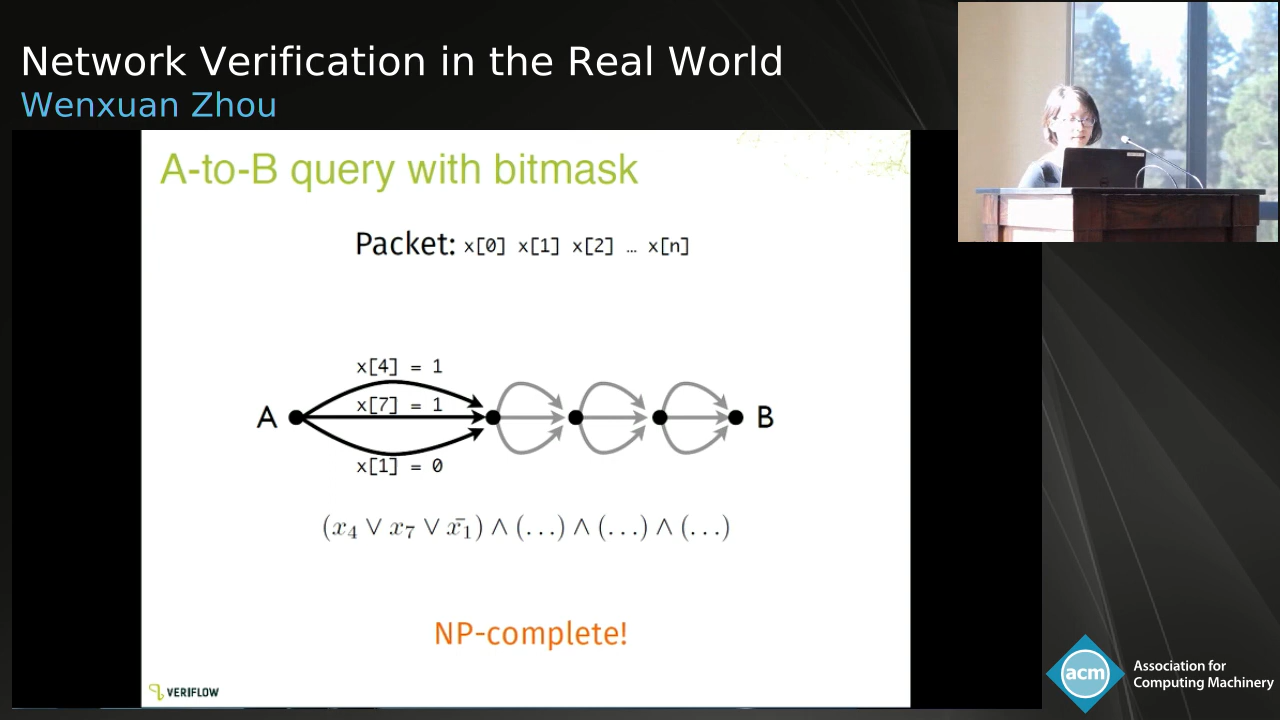 Network Verification in the Real World
Wenxuan Zhou
A-to-B query with bitmask
Packet: x[0] x[1] x[2] … x[n]
x[4] = 1
x[7] = 1
A
B
x[1] = 0
(x₄ ∨ x₇ ∨ x̄₁) ∧ (...) ∧ (...) ∧ (...)
NP-complete!
VERIFLOW
acm
Association for
Computing Machinery